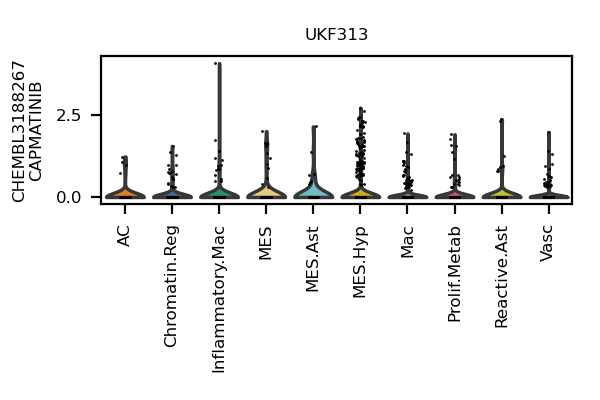 UKF313
CHEMBL3188267
CAPMATINIB
2.5
0.0
AC
Chromatin.Reg
Inflammatory.Mac
MES
MES.Ast
MES.Hyp
Mac
Prolif.Metab
Reactive.Ast
Vasc